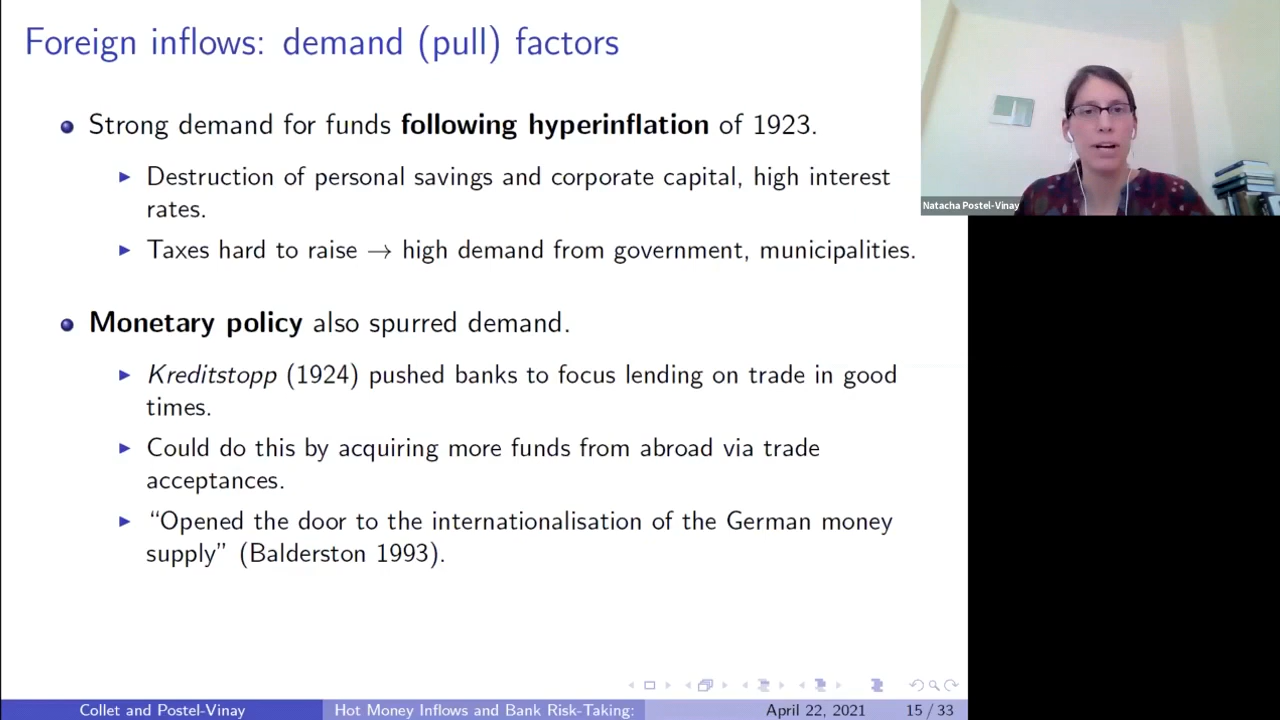 Foreign inflows: demand (pull) factors
Strong demand for funds following hyperinflation of 1923.
Destruction of personal savings and corporate capital, high interest
rates.
Taxes hard to raise → high demand from government, municipalities.
Monetary policy also spurred demand.
Kreditstopp (1924) pushed banks to focus lending on trade in good
times.
Could do this by acquiring more funds from abroad via trade
acceptances.
“Opened the door to the internationalisation of the German money
supply” (Balderston 1993).
Natacha Postel-Vinay
Collet and Postel-Vinay
Hot Money Inflows and Bank Risk-Taking:
April 22, 2021
15 / 33